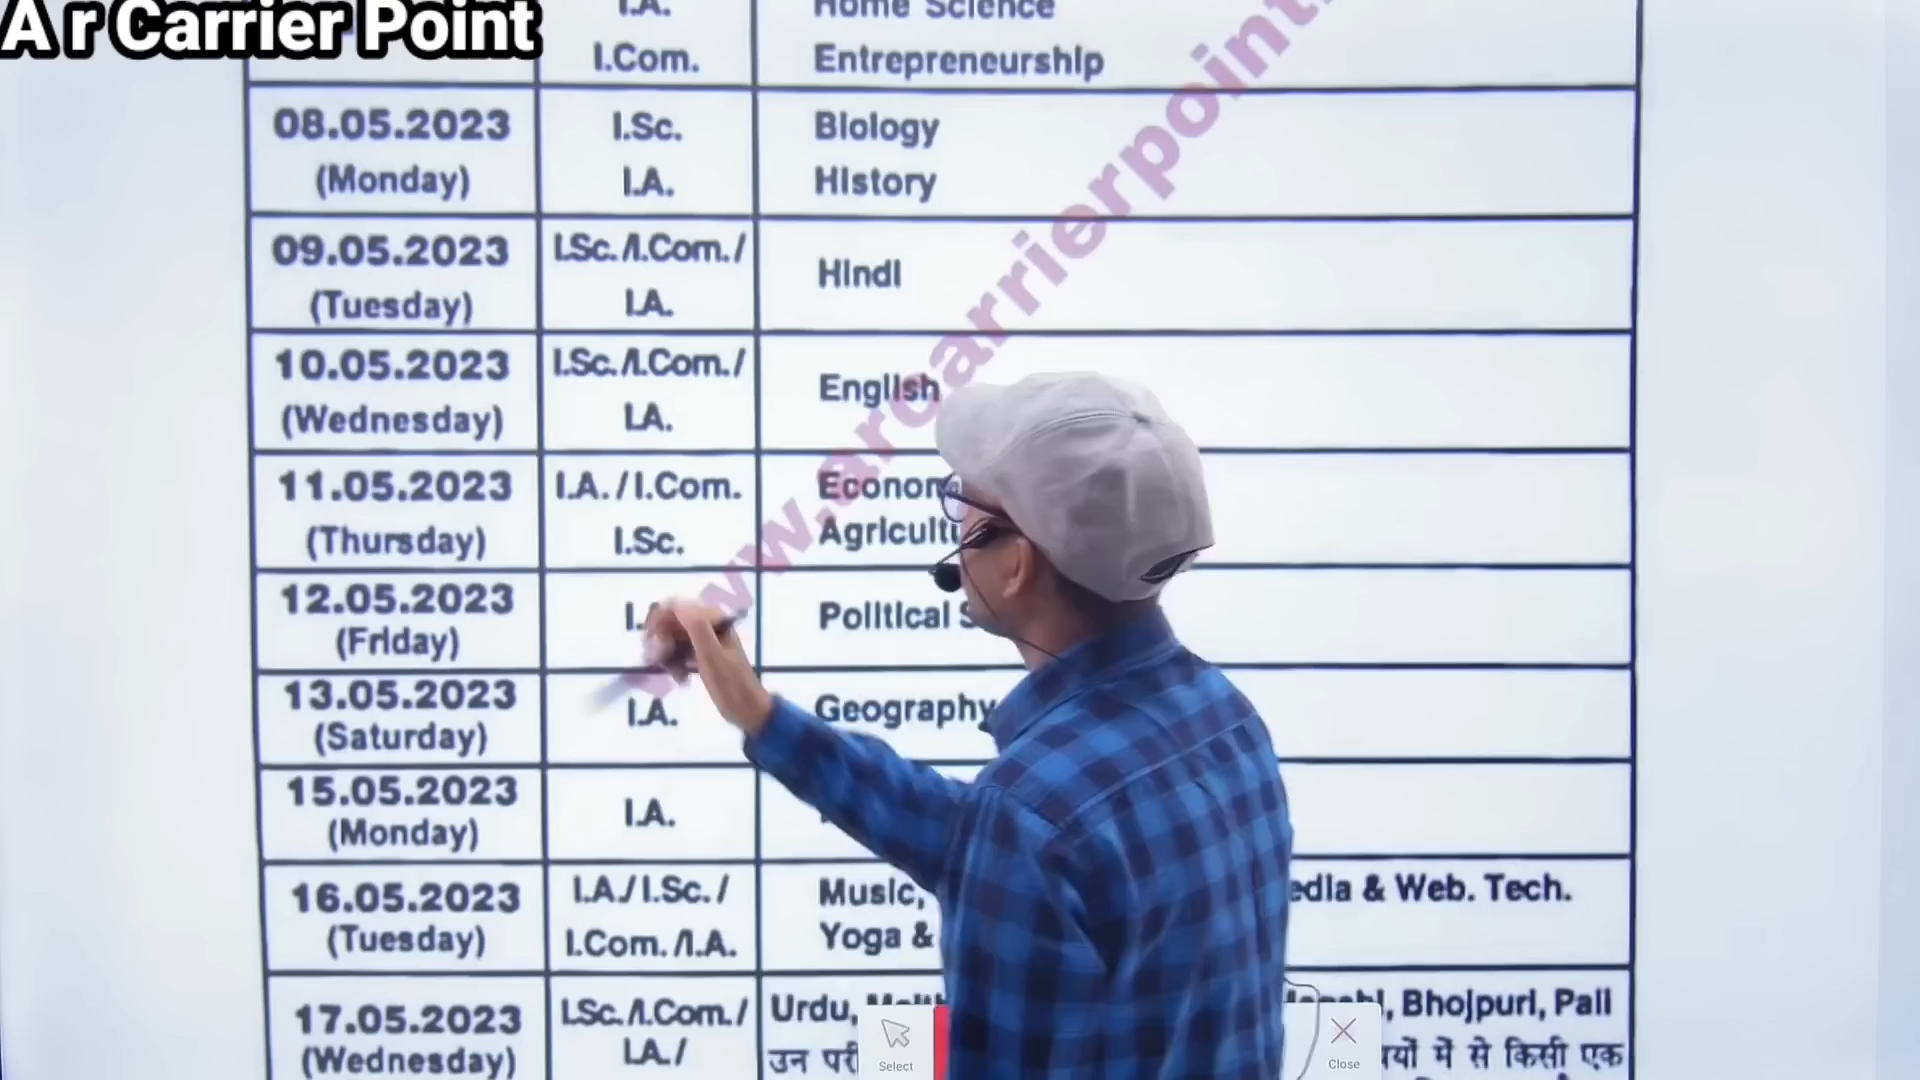 A r Carrier Point
I.A. Home Science
I.Com. Entrepreneurship
08.05.2023 I.Sc. Biology
(Monday) I.A. History
09.05.2023 I.Sc./I.Com./ Hindi
(Tuesday) I.A.
10.05.2023 I.Sc./I.Com./ English
(Wednesday) I.A.
11.05.2023 I.A./I.Com.
(Thursday) I.Sc.
12.05.2023 Political
(Friday)
13.05.2023 I.A. Geography
(Saturday)
15.05.2023 I.A.
(Monday)
16.05.2023 I.A./I.Sc./ Music, & Web. Tech.
(Tuesday) I.Com./I.A. Yoga &
17.05.2023 I.Sc./I.Com./ Urdu, Bhojpuri, Pali
(Wednesday) I.A./ उन में से किसी एक
www.arcarrierpoint.
Select
Close